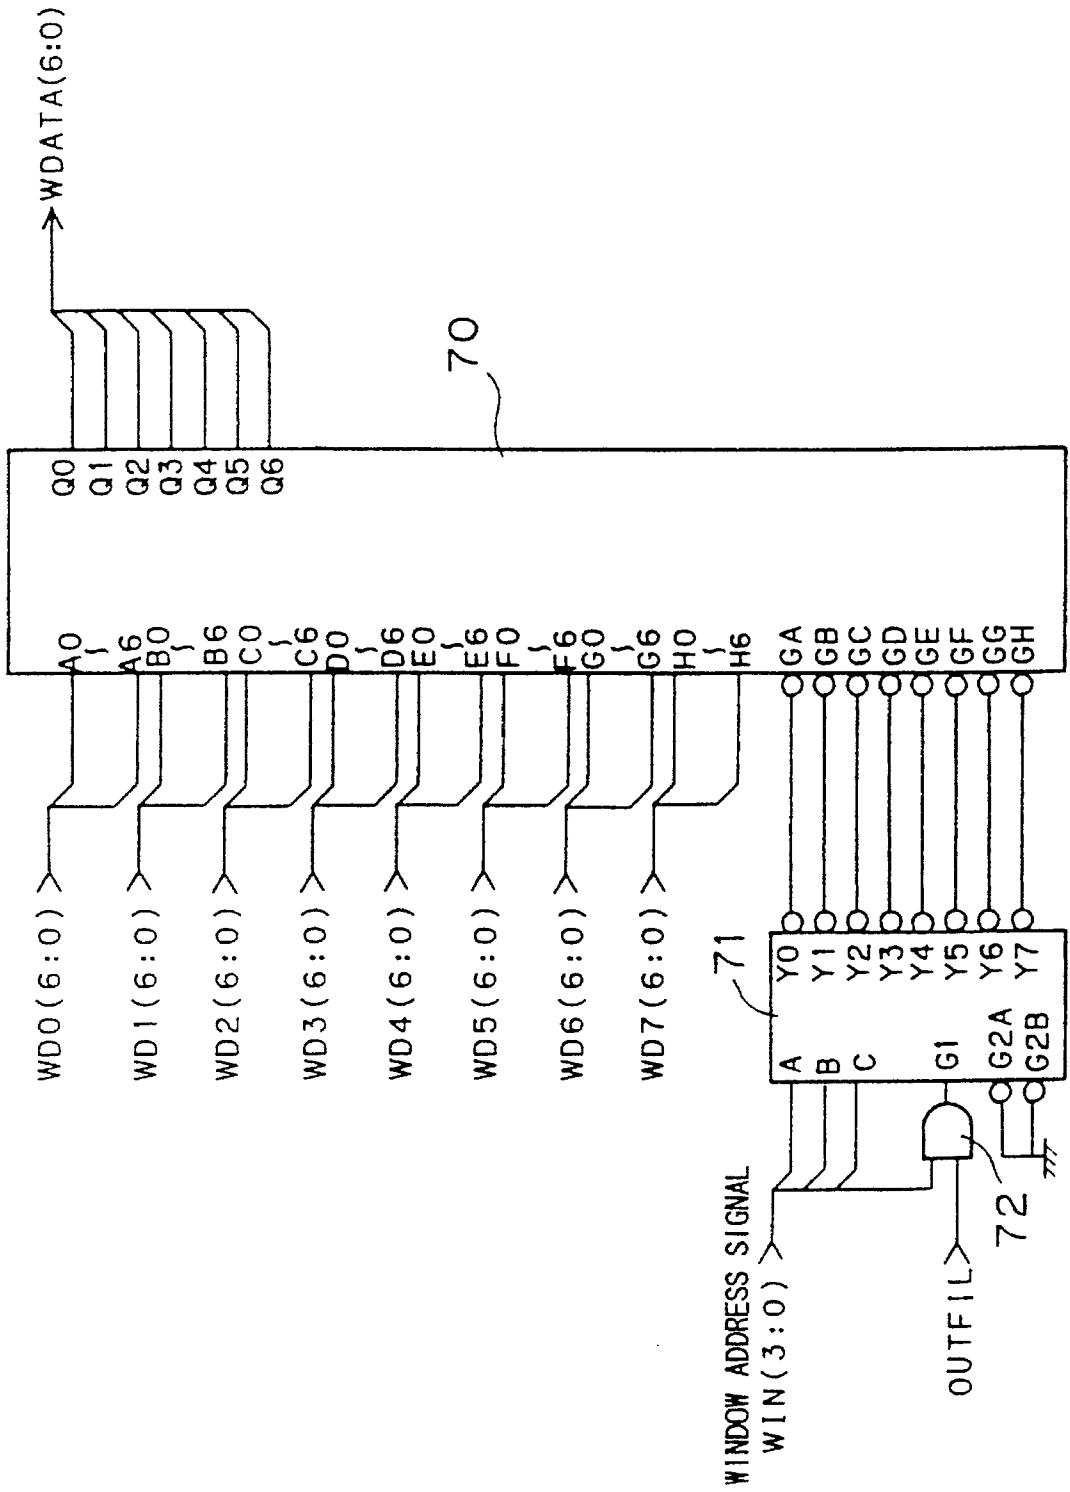 WD0(6:0)
WD1(6:0)
WD2(6:0)
WD3(6:0)
WD4(6:0)
WD5(6:0)
WD6(6:0)
WD7(6:0)
A0
~
A6
B0
~
B6
C0
~
C6
D0
~
D6
E0
~
E6
F0
~
F6
G0
~
G6
H0
~
H6
GA
GB
GC
GD
GE
GF
GG
GH
Q0
Q1
Q2
Q3
Q4
Q5
Q6
WDATA(6:0)
70
71
WINDOW ADDRESS SIGNAL
WIN(3:0)
OUTFIL
72
A
B
C
G1
G2A
G2B
Y0
Y1
Y2
Y3
Y4
Y5
Y6
Y7